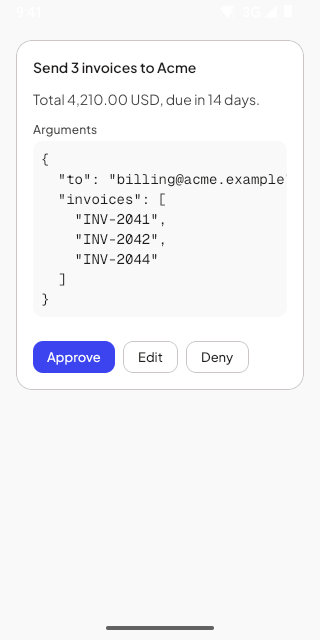 9:41
3G
Send 3 invoices to Acme
Total 4,210.00 USD, due in 14 days.
Arguments
{
"to": "billing@acme.example"
"invoices": [
"INV-2041",
"INV-2042",
"INV-2044"
]
}
Approve
Edit
Deny